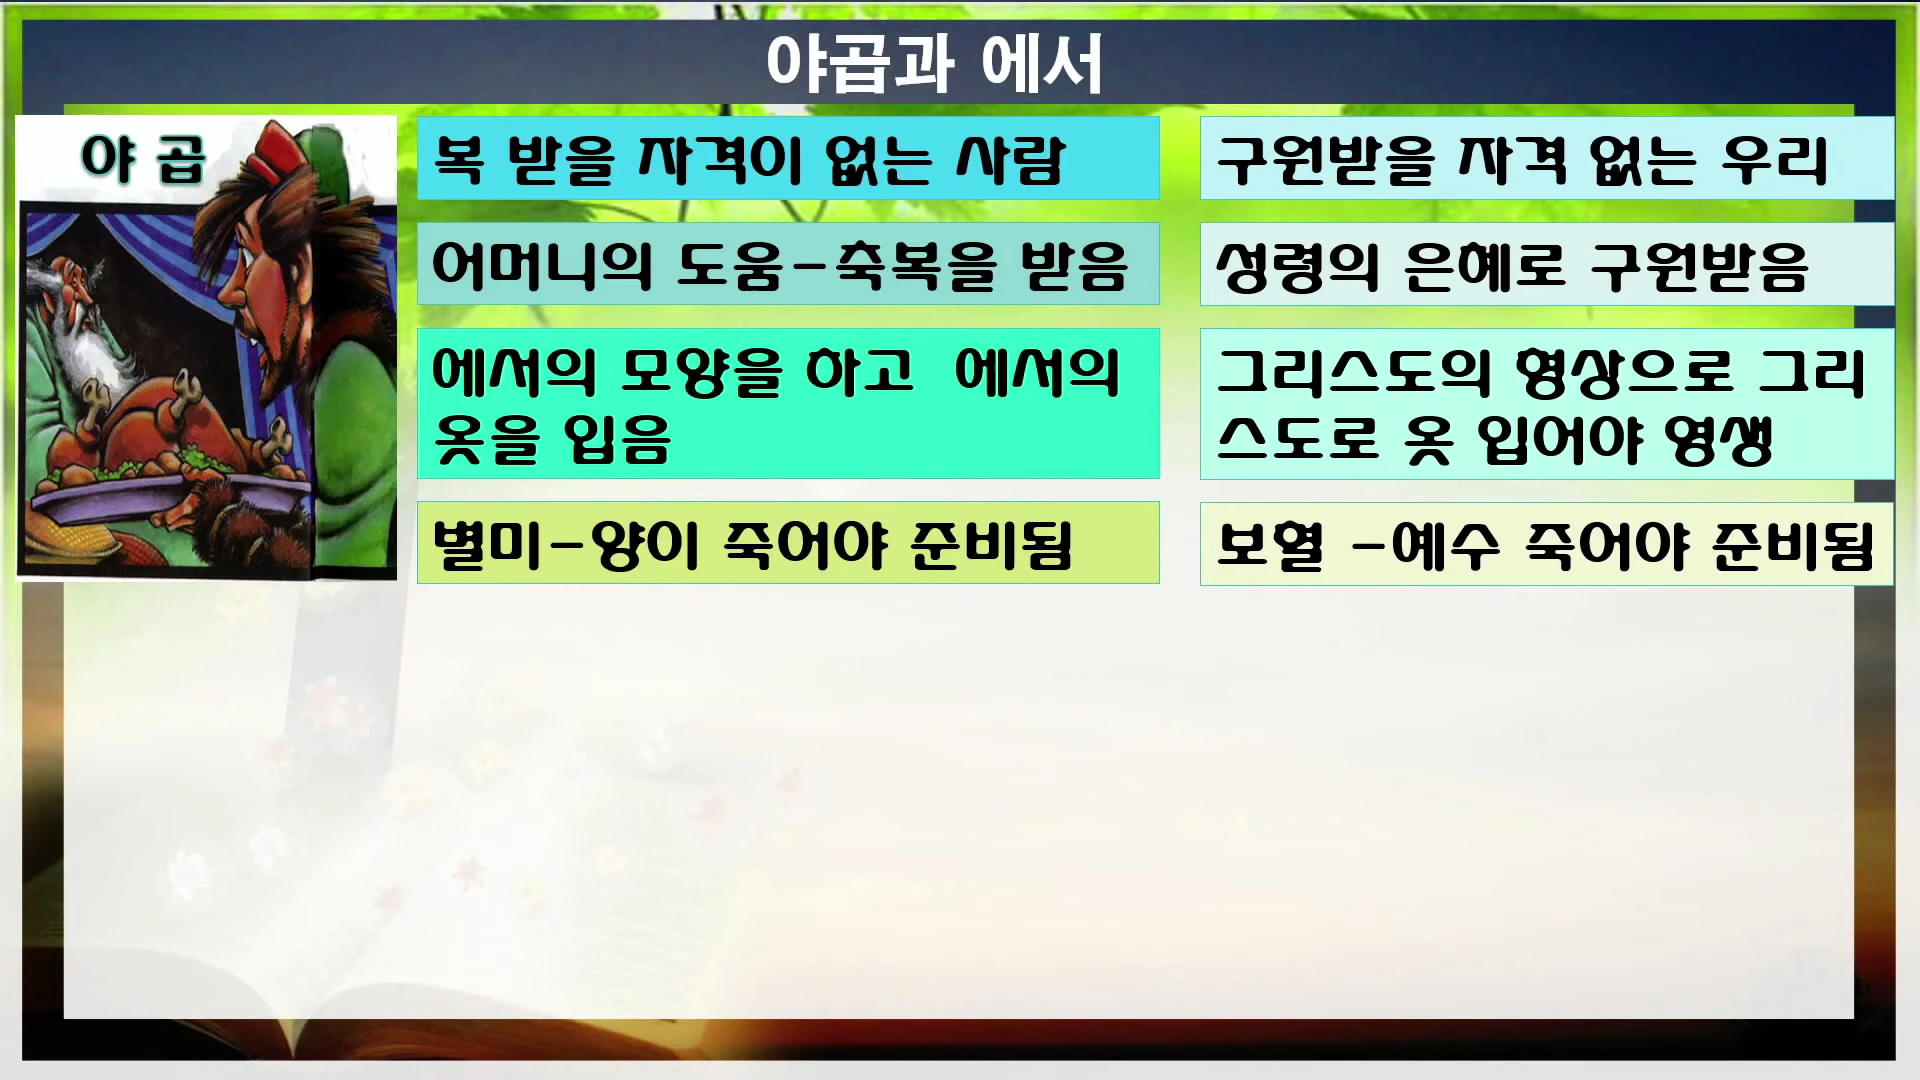 야곱과 에서
야 곱
복 받을 자격이 없는 사람
구원받을 자격 없는 우리
어머니의 도움-축복을 받음
성령의 은혜로 구원받음
에서의 모양을 하고 에서의
옷을 입음
그리스도의 형상으로 그리
스도로 옷 입어야 영생
별미-양이 죽어야 준비됨
보혈 -예수 죽어야 준비됨